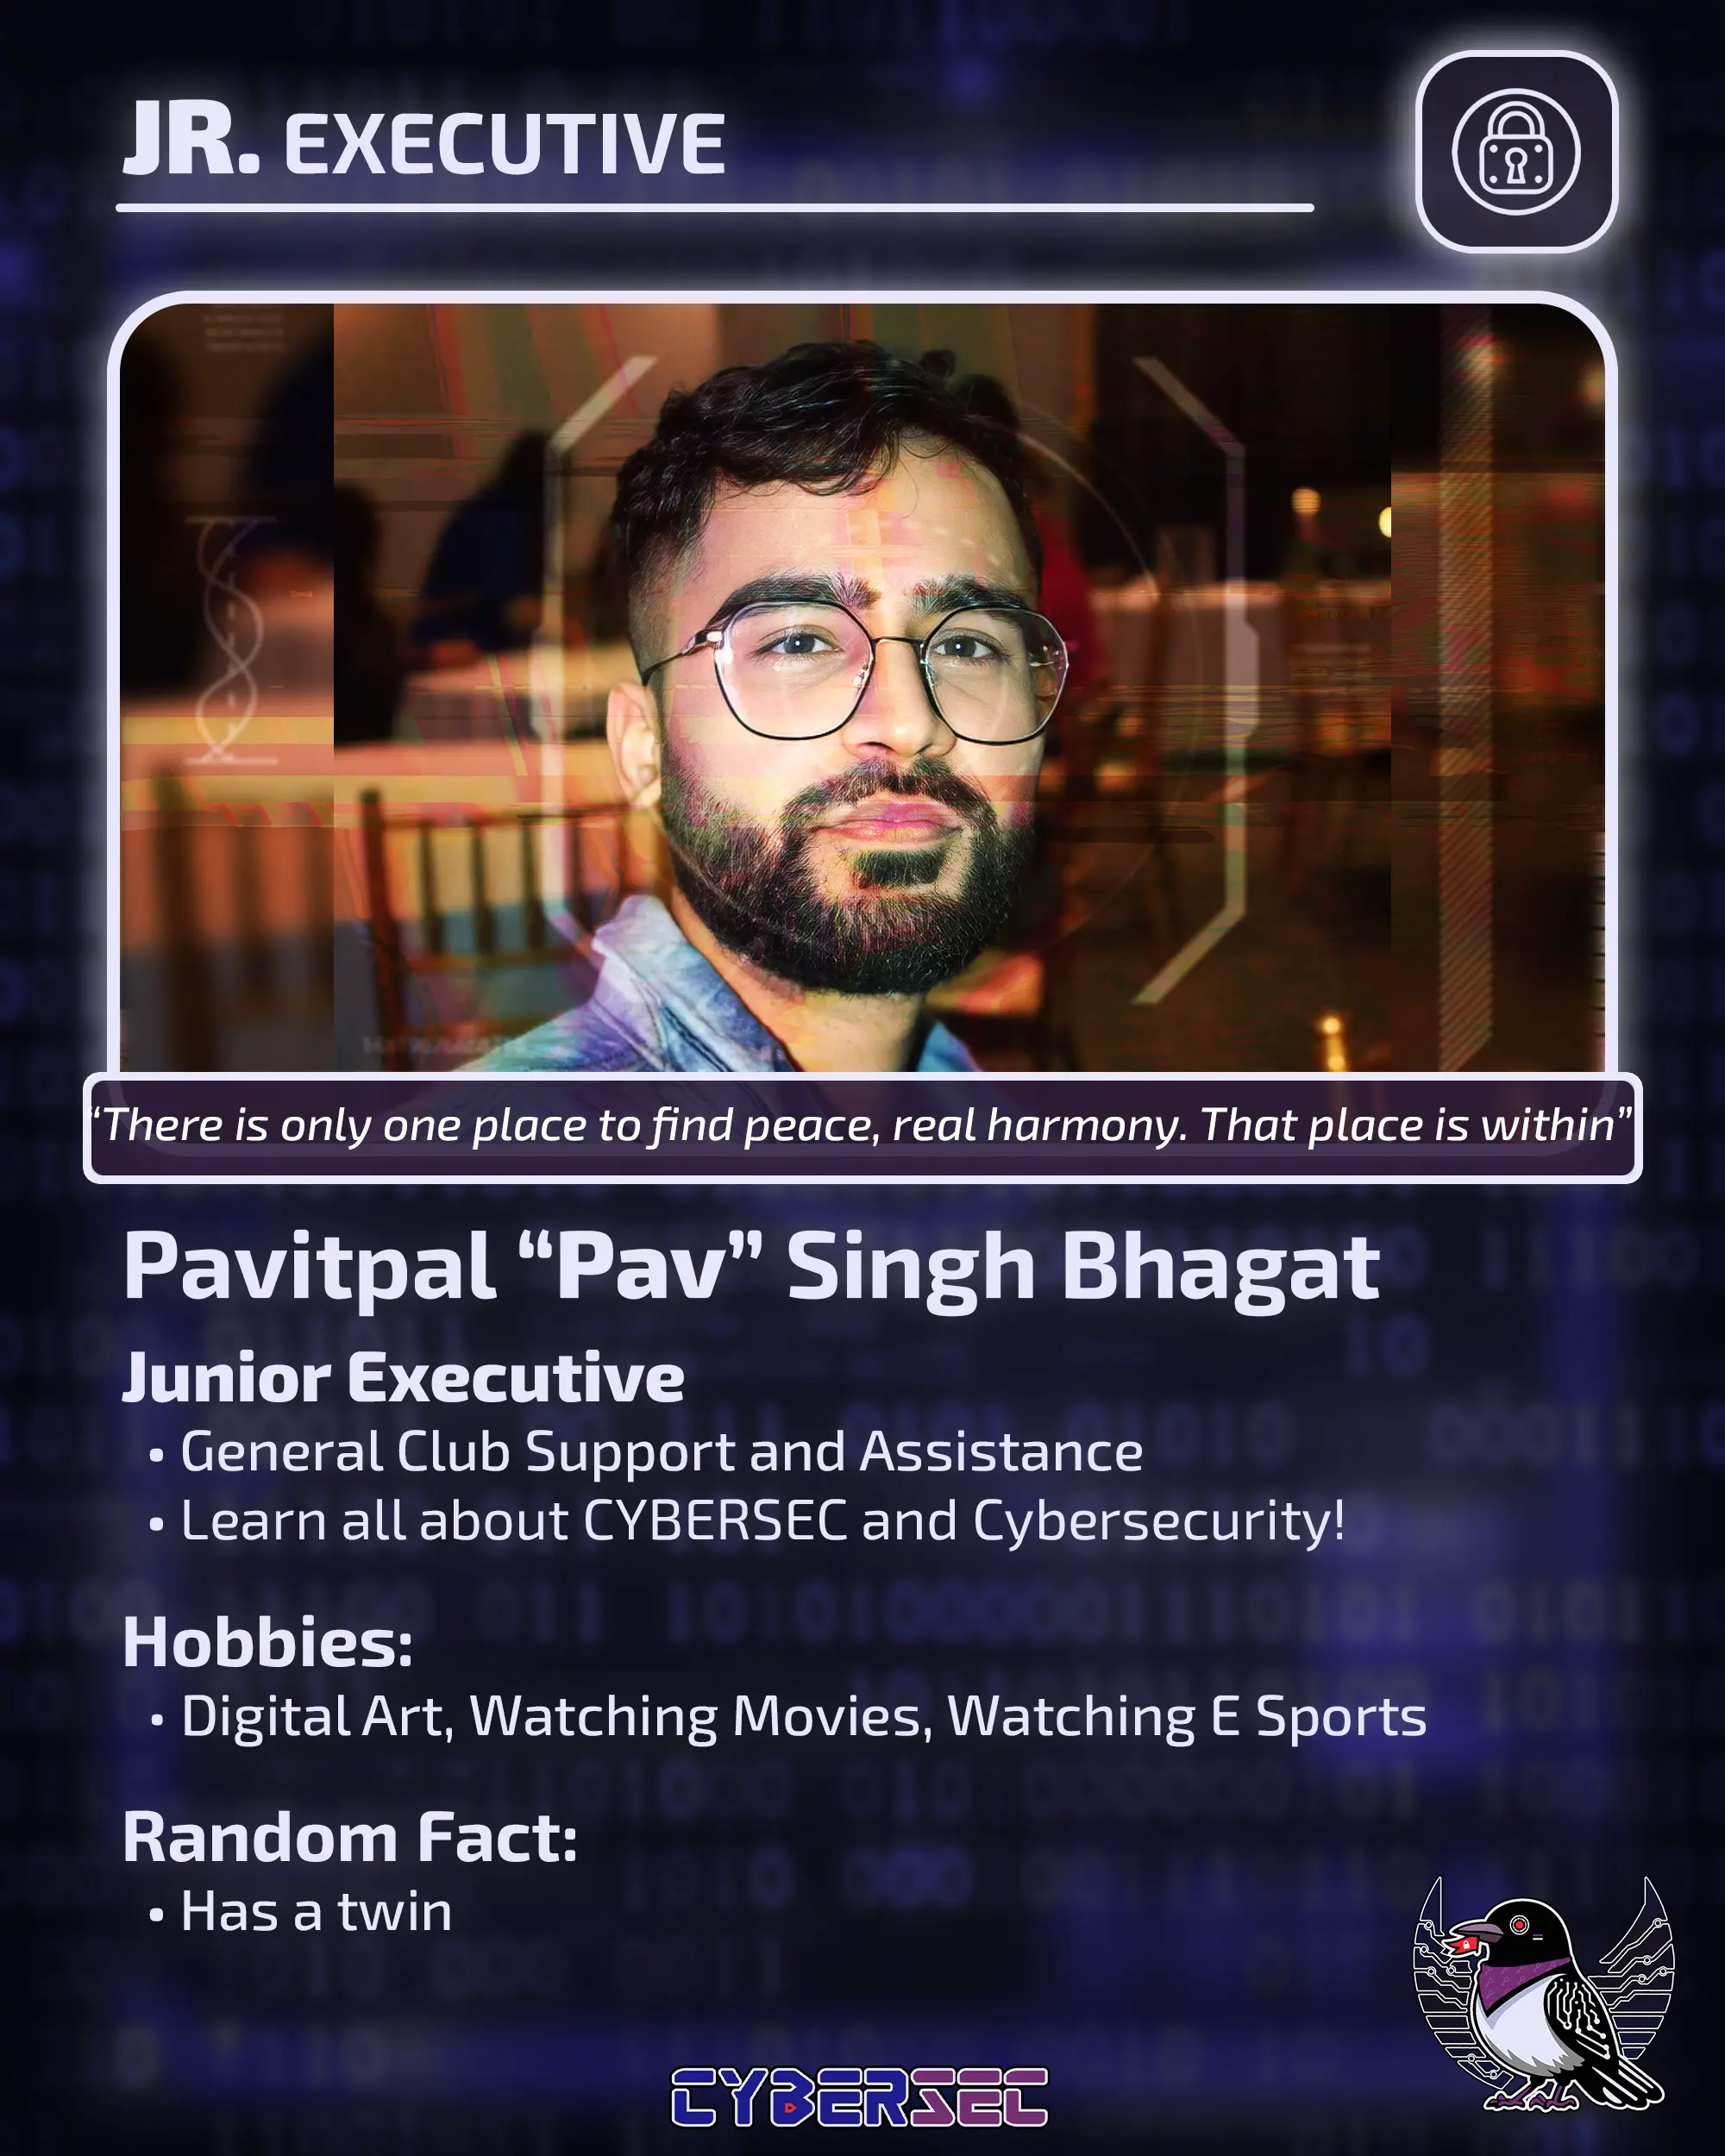 JR. EXECUTIVE
“There is only one place to find peace, real harmony. That place is within”
Pavitpal “Pav” Singh Bhagat
Junior Executive
• General Club Support and Assistance
• Learn all about CYBERSEC and Cybersecurity!
Hobbies:
• Digital Art, Watching Movies, Watching E Sports
Random Fact:
• Has a twin
CYBERSEC